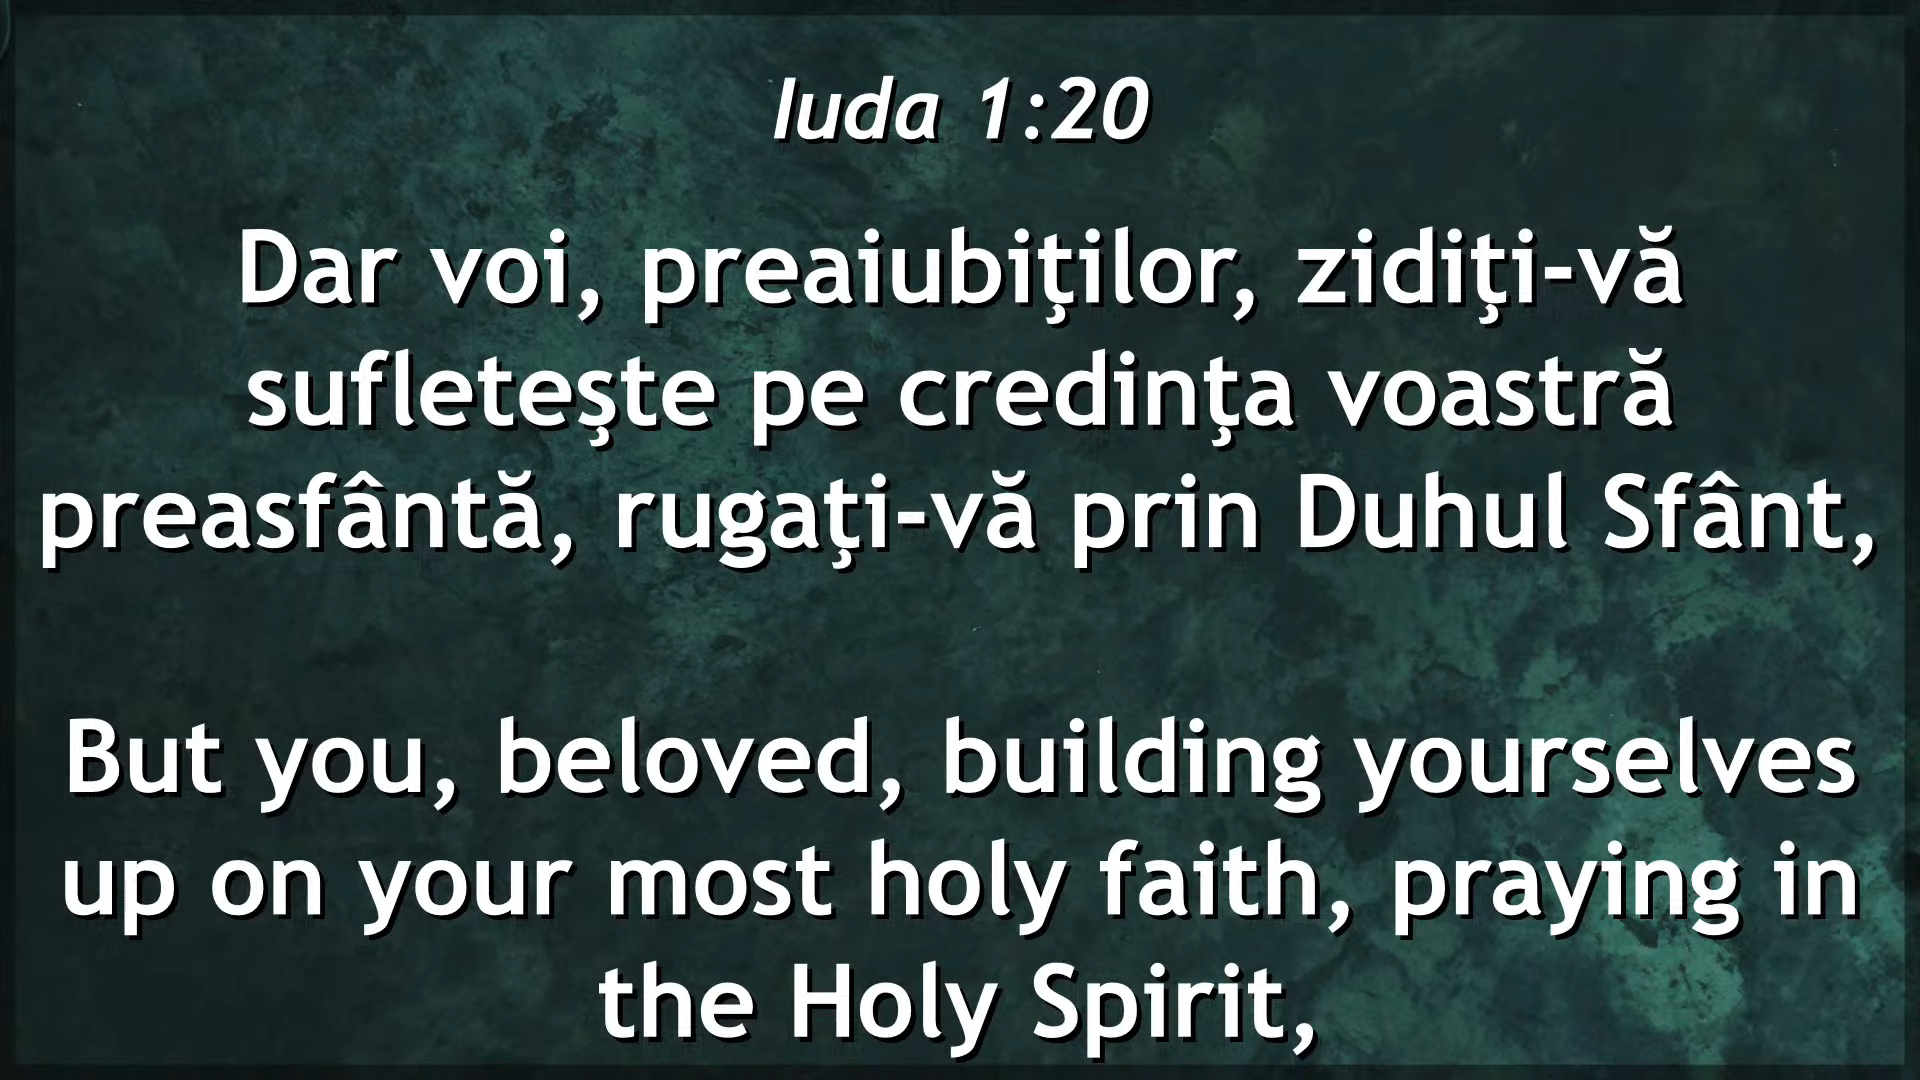 Iuda 1:20
Dar voi, preaiubiţilor, zidiţi-vă
sufleteşte pe credinţa voastră
preasfântă, rugaţi-vă prin Duhul Sfânt,
But you, beloved, building yourselves
up on your most holy faith, praying in
the Holy Spirit,